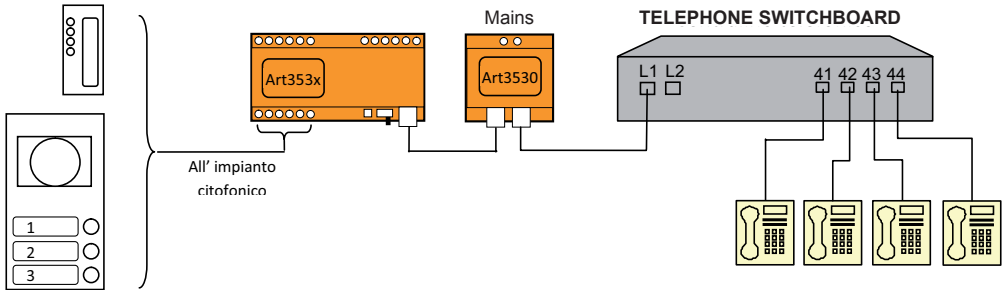 Mains
TELEPHONE SWITCHBOARD
Art353x
Art3530
L1 L2
41 42 43 44
All’ impianto
citofonico
1
2
3